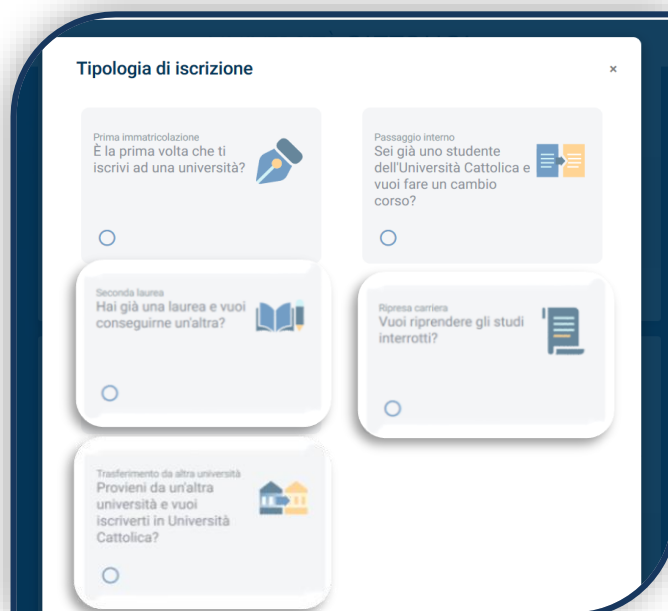 Tipologia di iscrizione
×
Prima immatricolazione
È la prima volta che ti
iscrivi ad una università?
Passaggio interno
Sei già uno studente
dell'Università Cattolica e
vuoi fare un cambio
corso?
Seconda laurea
Hai già una laurea e vuoi
conseguirne un'altra?
Ripresa carriera
Vuoi riprendere gli studi
interrotti?
Trasferimento da altra università
Provieni da un'altra
università e vuoi
iscriverti in Università
Cattolica?